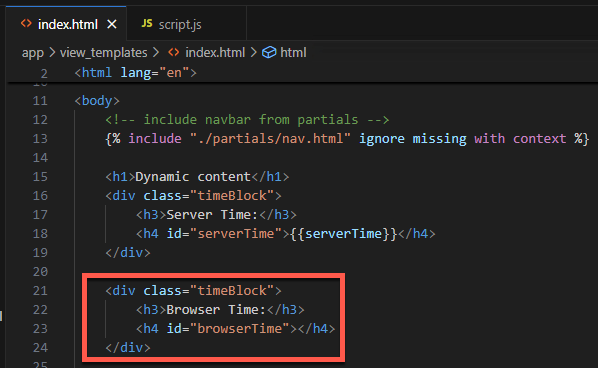 index.html
JS script.js
app > view_templates > index.html > html
2 <html lang="en">
11 <body>
12 <!-- include navbar from partials -->
13 {% include "./partials/nav.html" ignore missing with context %}
14
15 <h1>Dynamic content</h1>
16 <div class="timeBlock">
17 <h3>Server Time:</h3>
18 <h4 id="serverTime">{{serverTime}}</h4>
19 </div>
20
21 <div class="timeBlock">
22 <h3>Browser Time:</h3>
23 <h4 id="browserTime"></h4>
24 </div>
25